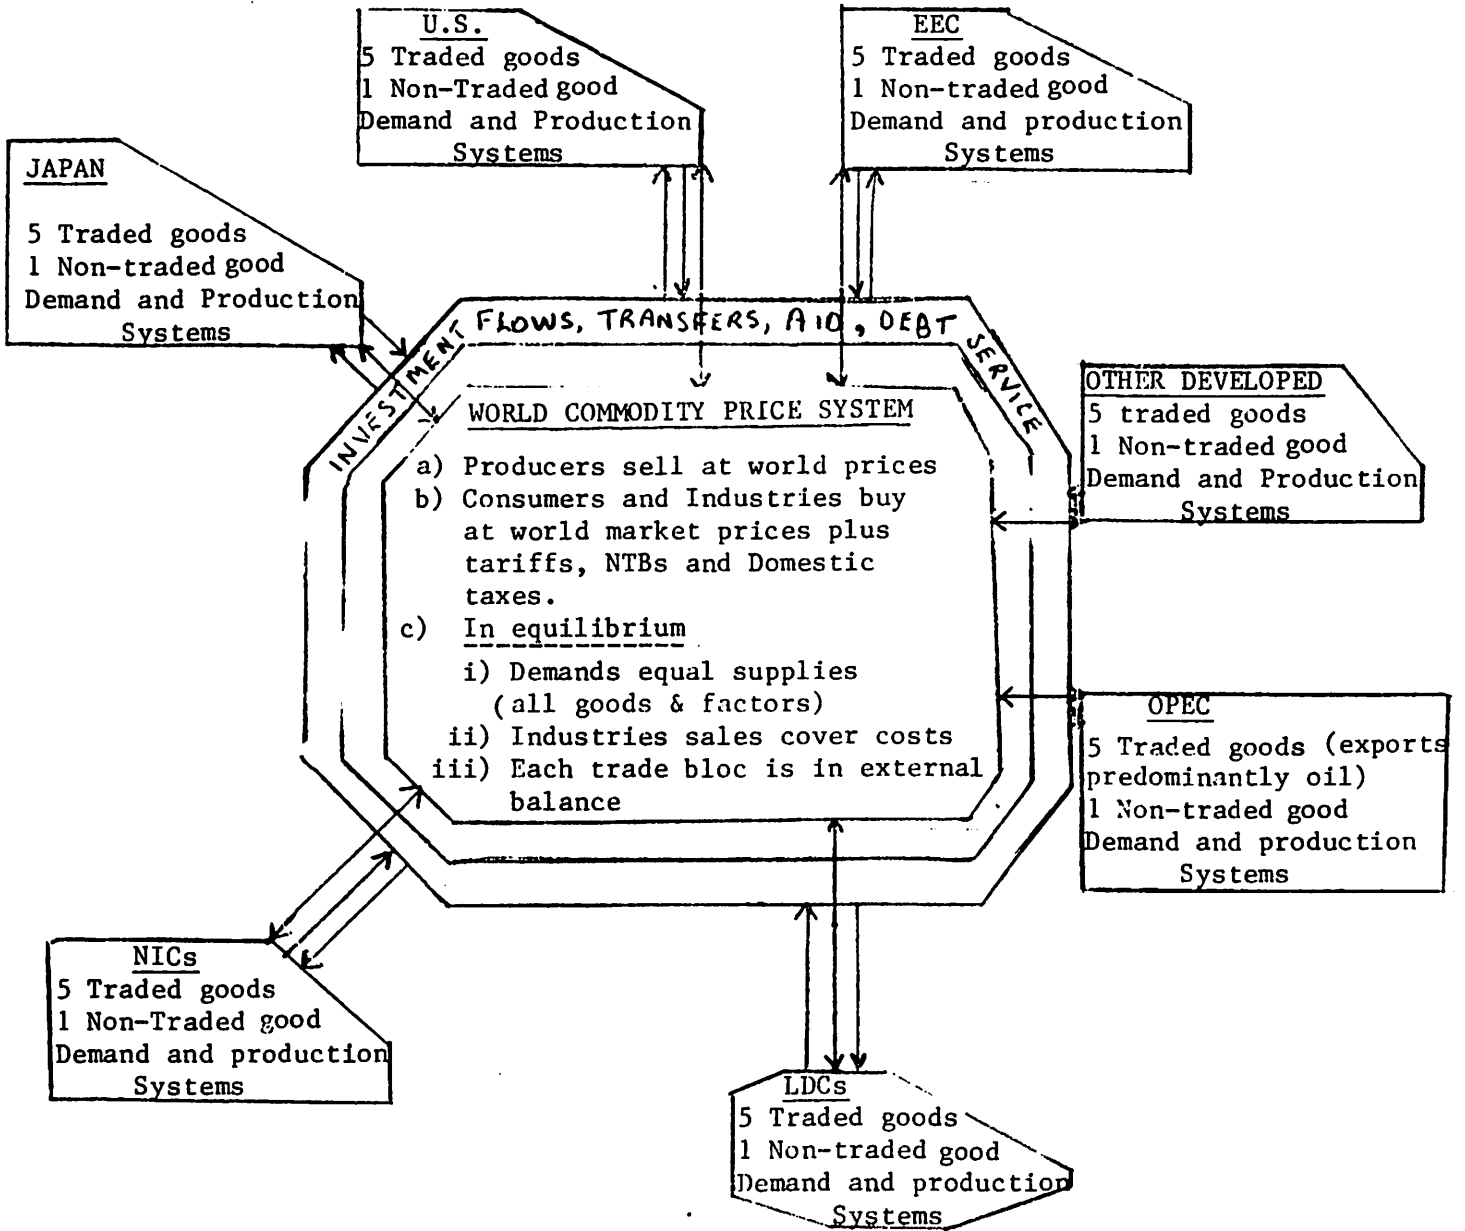 U.S.
5 Traded goods
1 Non-Traded good
Demand and Production
Systems
EEC
5 Traded goods
1 Non-traded good
Demand and production
Systems
JAPAN
5 Traded goods
1 Non-traded good
Demand and Production
Systems
INVESTMENT FLOWS, TRANSFERS, AID, DEBT SERVICE
OTHER DEVELOPED
5 traded goods
1 Non-traded good
Demand and Production
Systems
WORLD COMMODITY PRICE SYSTEM
a) Producers sell at world prices
b) Consumers and Industries buy
at world market prices plus
tariffs, NTBs and Domestic
taxes.
c) In equilibrium
i) Demands equal supplies
(all goods & factors)
ii) Industries sales cover costs
iii) Each trade bloc is in external
balance
OPEC
5 Traded goods (exports
predominantly oil)
1 Non-traded good
Demand and production
Systems
NICs
5 Traded goods
1 Non-Traded good
Demand and production
Systems
LDCs
5 Traded goods
1 Non-traded good
Demand and production
Systems